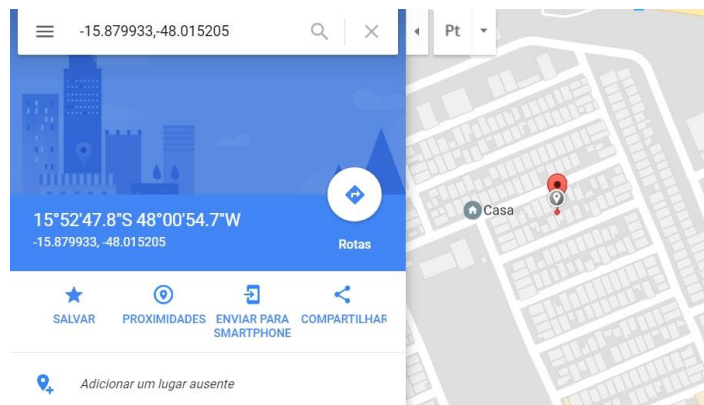 -15.879933,-48.015205
Pt
15°52'47.8"S 48°00'54.7"W
-15.879933, -48.015205
Rotas
SALVAR
PROXIMIDADES
ENVIAR PARA
SMARTPHONE
COMPARTILHAR
Adicionar um lugar ausente
Casa